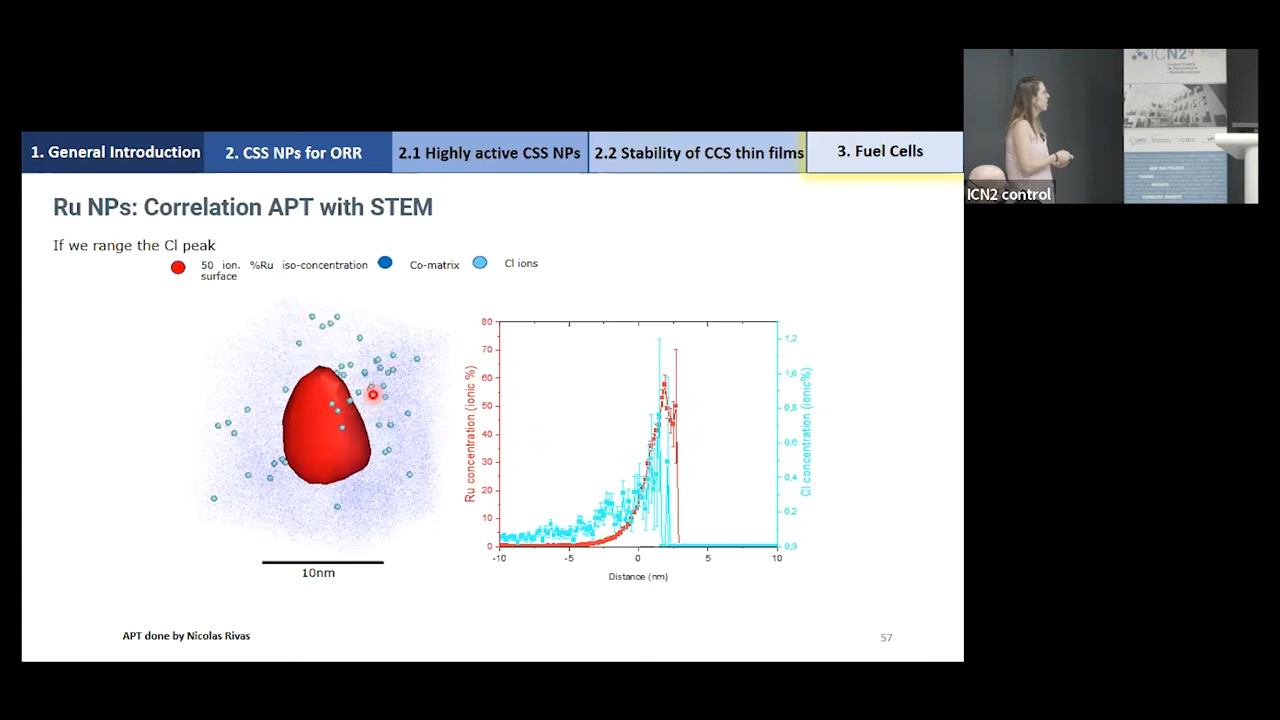 1. General Introduction
2. CSS NPs for ORR
2.1 Highly active CSS NPs
2.2 Stability of CCS thin films
3. Fuel Cells
Ru NPs: Correlation APT with STEM
If we range the Cl peak
50 ion. %Ru iso-concentration
surface
Co-matrix
Cl ions
10nm
Ru concentration (ionic %)
80
70
60
50
40
30
20
10
0
-10
-5
0
5
10
Distance (nm)
1,2
1,0
0,8
0,6
0,4
0,2
0,0
Cl concentration (ionic%)
APT done by Nicolas Rivas
57
ICN2
ICN2 control